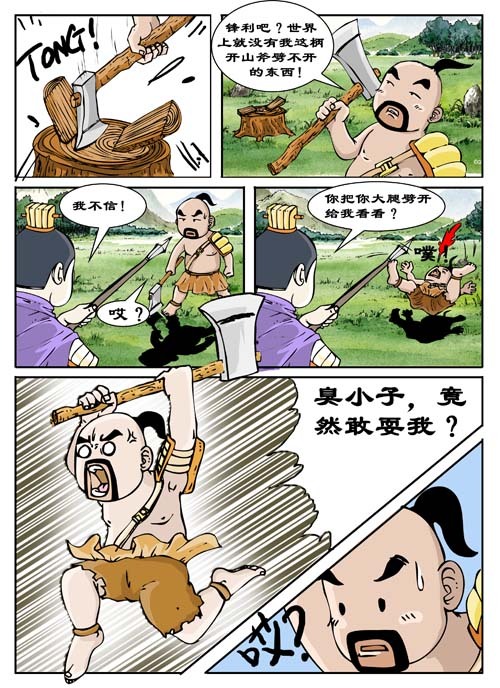 TONG!
锋利吧？世界
上就没有我这柄
开山斧劈不开
的东西！
我不信！
哎？
你把你大腿劈开
给我看看？
噗！
臭小子，竟
然敢耍我？
哎？